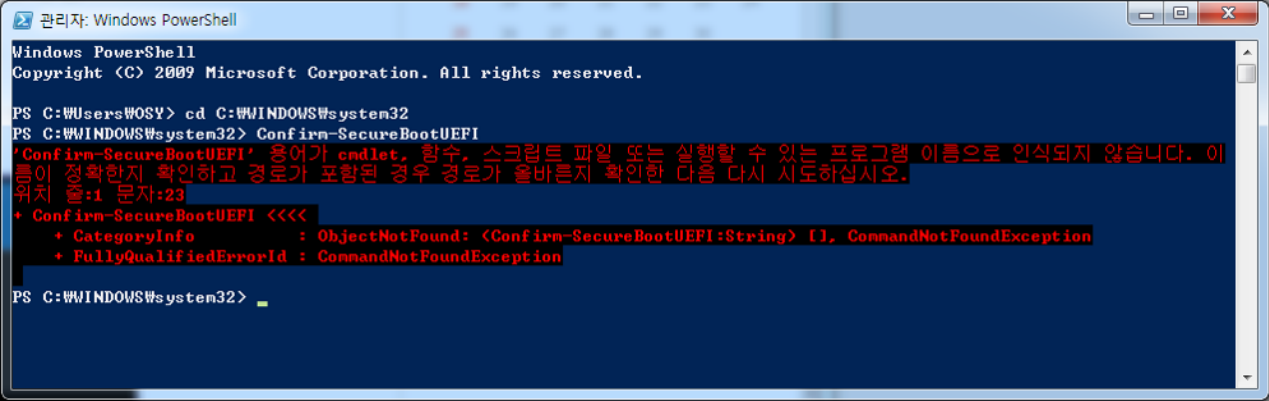 관리자: Windows PowerShell
Windows PowerShell
Copyright (C) 2009 Microsoft Corporation. All rights reserved.
PS C:₩Users₩OSY> cd C:₩WINDOWS₩system32
PS C:₩WINDOWS₩system32> Confirm-SecureBootUEFI
'Confirm-SecureBootUEFI' 용어가 cmdlet, 함수, 스크립트 파일 또는 실행할 수 있는 프로그램 이름으로 인식되지 않습니다. 이
름이 정확한지 확인하고 경로가 포함된 경우 경로가 올바른지 확인한 다음 다시 시도하십시오.
위치 줄:1 문자:23
+ Confirm-SecureBootUEFI <<<<
+ CategoryInfo : ObjectNotFound: (Confirm-SecureBootUEFI:String) [], CommandNotFoundException
+ FullyQualifiedErrorId : CommandNotFoundException
PS C:₩WINDOWS₩system32> _